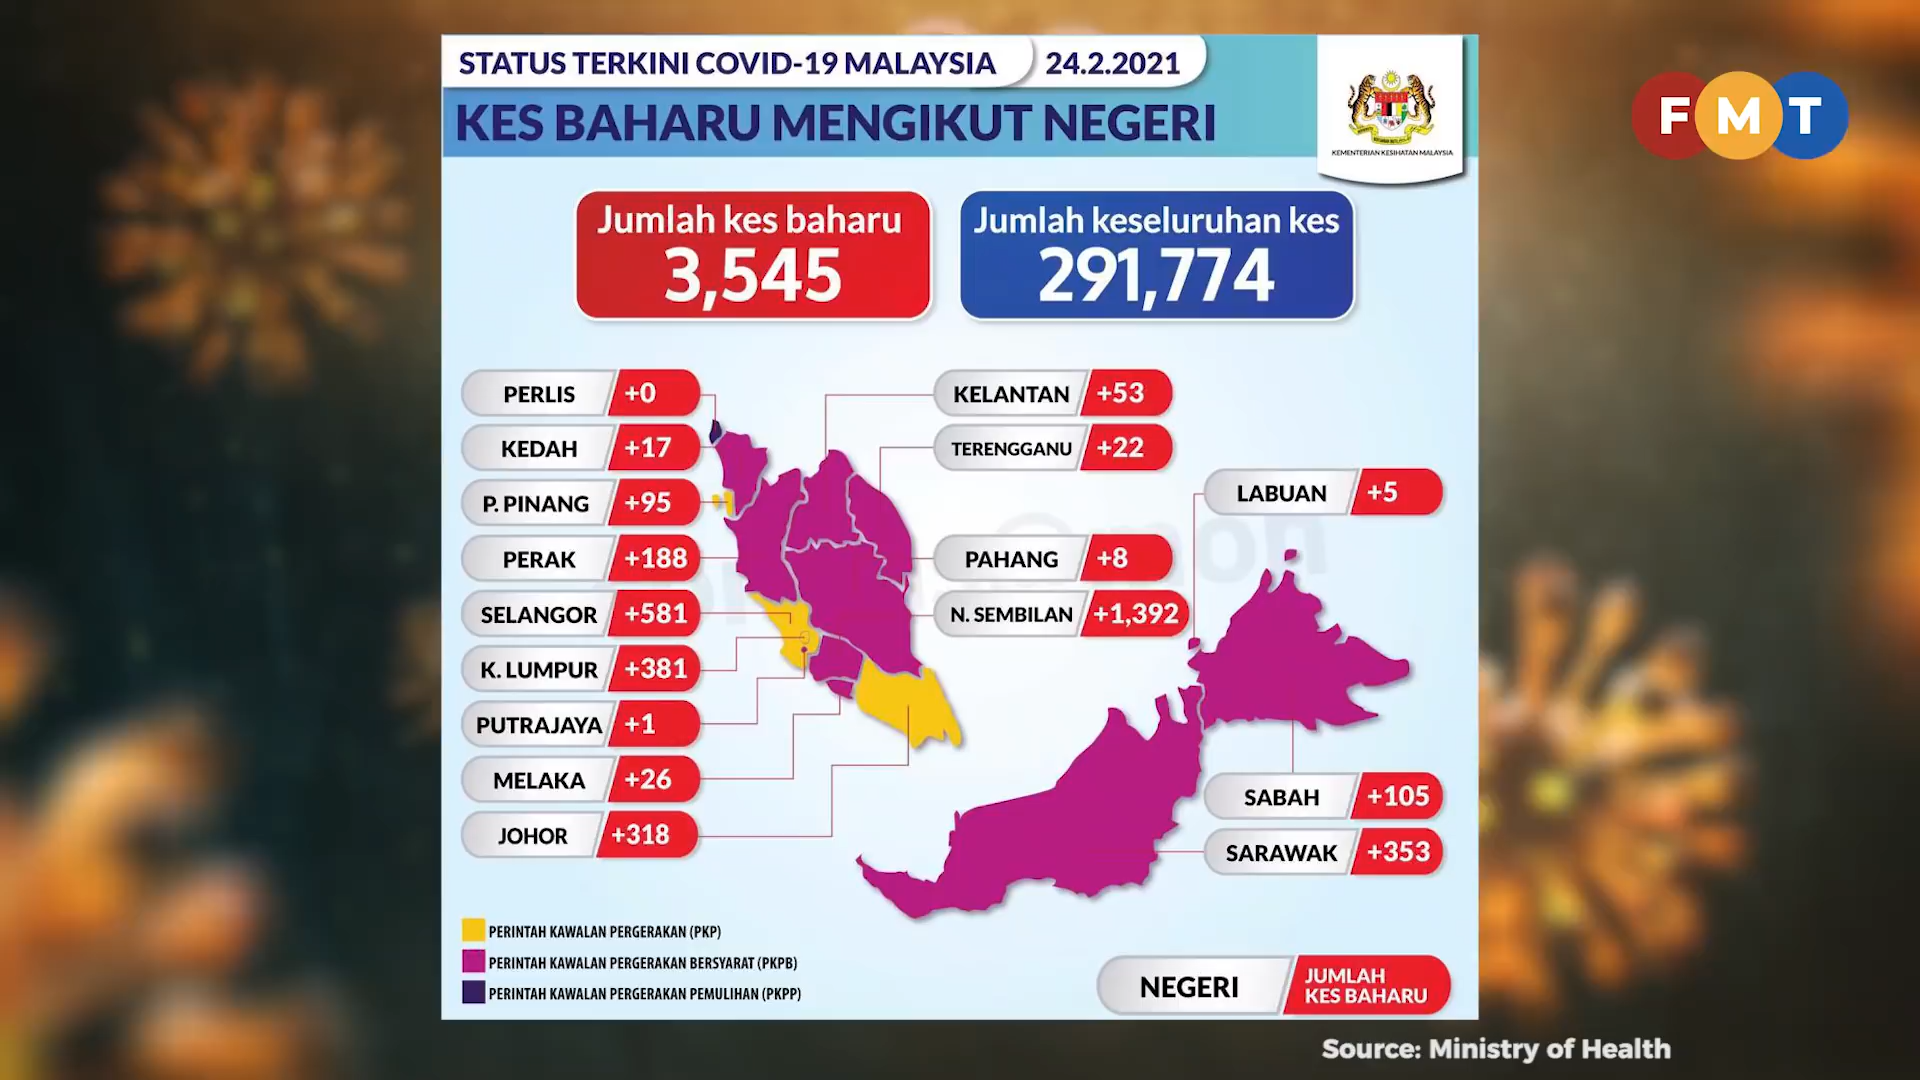 STATUS TERKINI COVID-19 MALAYSIA 24.2.2021
KES BAHARU MENGIKUT NEGERI
KEMENTERIAN KESIHATAN MALAYSIA
FMT
Jumlah kes baharu
3,545
Jumlah keseluruhan kes
291,774
PERLIS +0
KEDAH +17
P. PINANG +95
PERAK +188
SELANGOR +581
K. LUMPUR +381
PUTRAJAYA +1
MELAKA +26
JOHOR +318
KELANTAN +53
TERENGGANU +22
PAHANG +8
N. SEMBILAN +1,392
LABUAN +5
SABAH +105
SARAWAK +353
PERINTAH KAWALAN PERGERAKAN (PKP)
PERINTAH KAWALAN PERGERAKAN BERSYARAT (PKPB)
PERINTAH KAWALAN PERGERAKAN PEMULIHAN (PKPP)
NEGERI
JUMLAH
KES BAHARU
Source: Ministry of Health